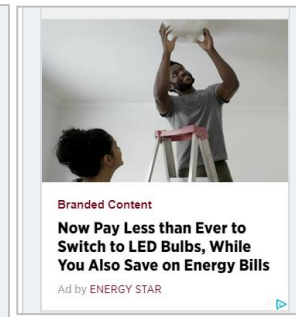 Branded Content
Now Pay Less than Ever to
Switch to LED Bulbs, While
You Also Save on Energy Bills
Ad by ENERGY STAR